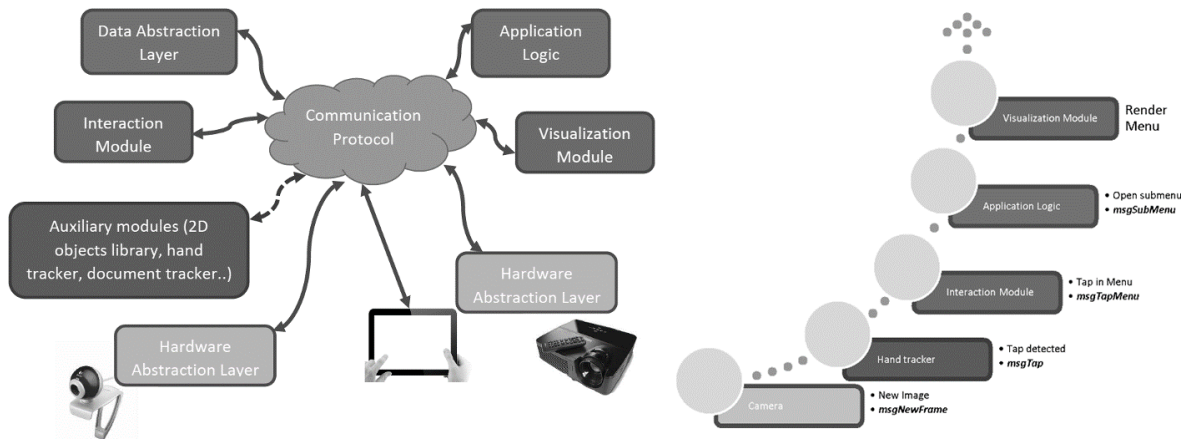 Data Abstraction
Layer
Application
Logic
Communication
Protocol
Interaction
Module
Visualization
Module
Auxiliary modules (2D
objects library, hand
tracker, document tracker..)
Hardware
Abstraction Layer
Hardware
Abstraction Layer
Visualization Module
Render
Menu
Application Logic
• Open submenu
• msgSubMenu
Interaction Module
• Tap in Menu
• msgTapMenu
Hand tracker
• Tap detected
• msgTap
Camera
• New Image
• msgNewFrame